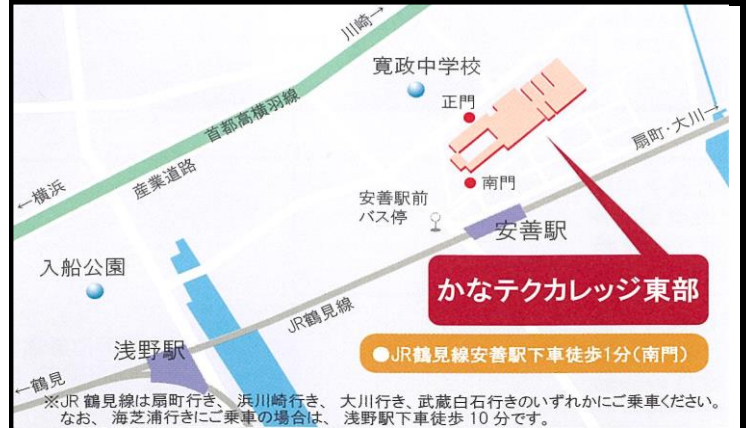 川崎→
寛政中学校
正門
首都高横羽線
扇町・大川→
産業道路
←横浜
南門
安善駅前
バス停
安善駅
入船公園
かなテクカレッジ東部
JR鶴見線
浅野駅
●JR鶴見線安善駅下車徒歩1分(南門)
←鶴見
※JR 鶴見線は扇町行き、 浜川崎行き、 大川行き、武蔵白石行きのいずれかにご乗車ください。
なお、 海芝浦行きにご乗車の場合は、 浅野駅下車徒歩 10 分です。